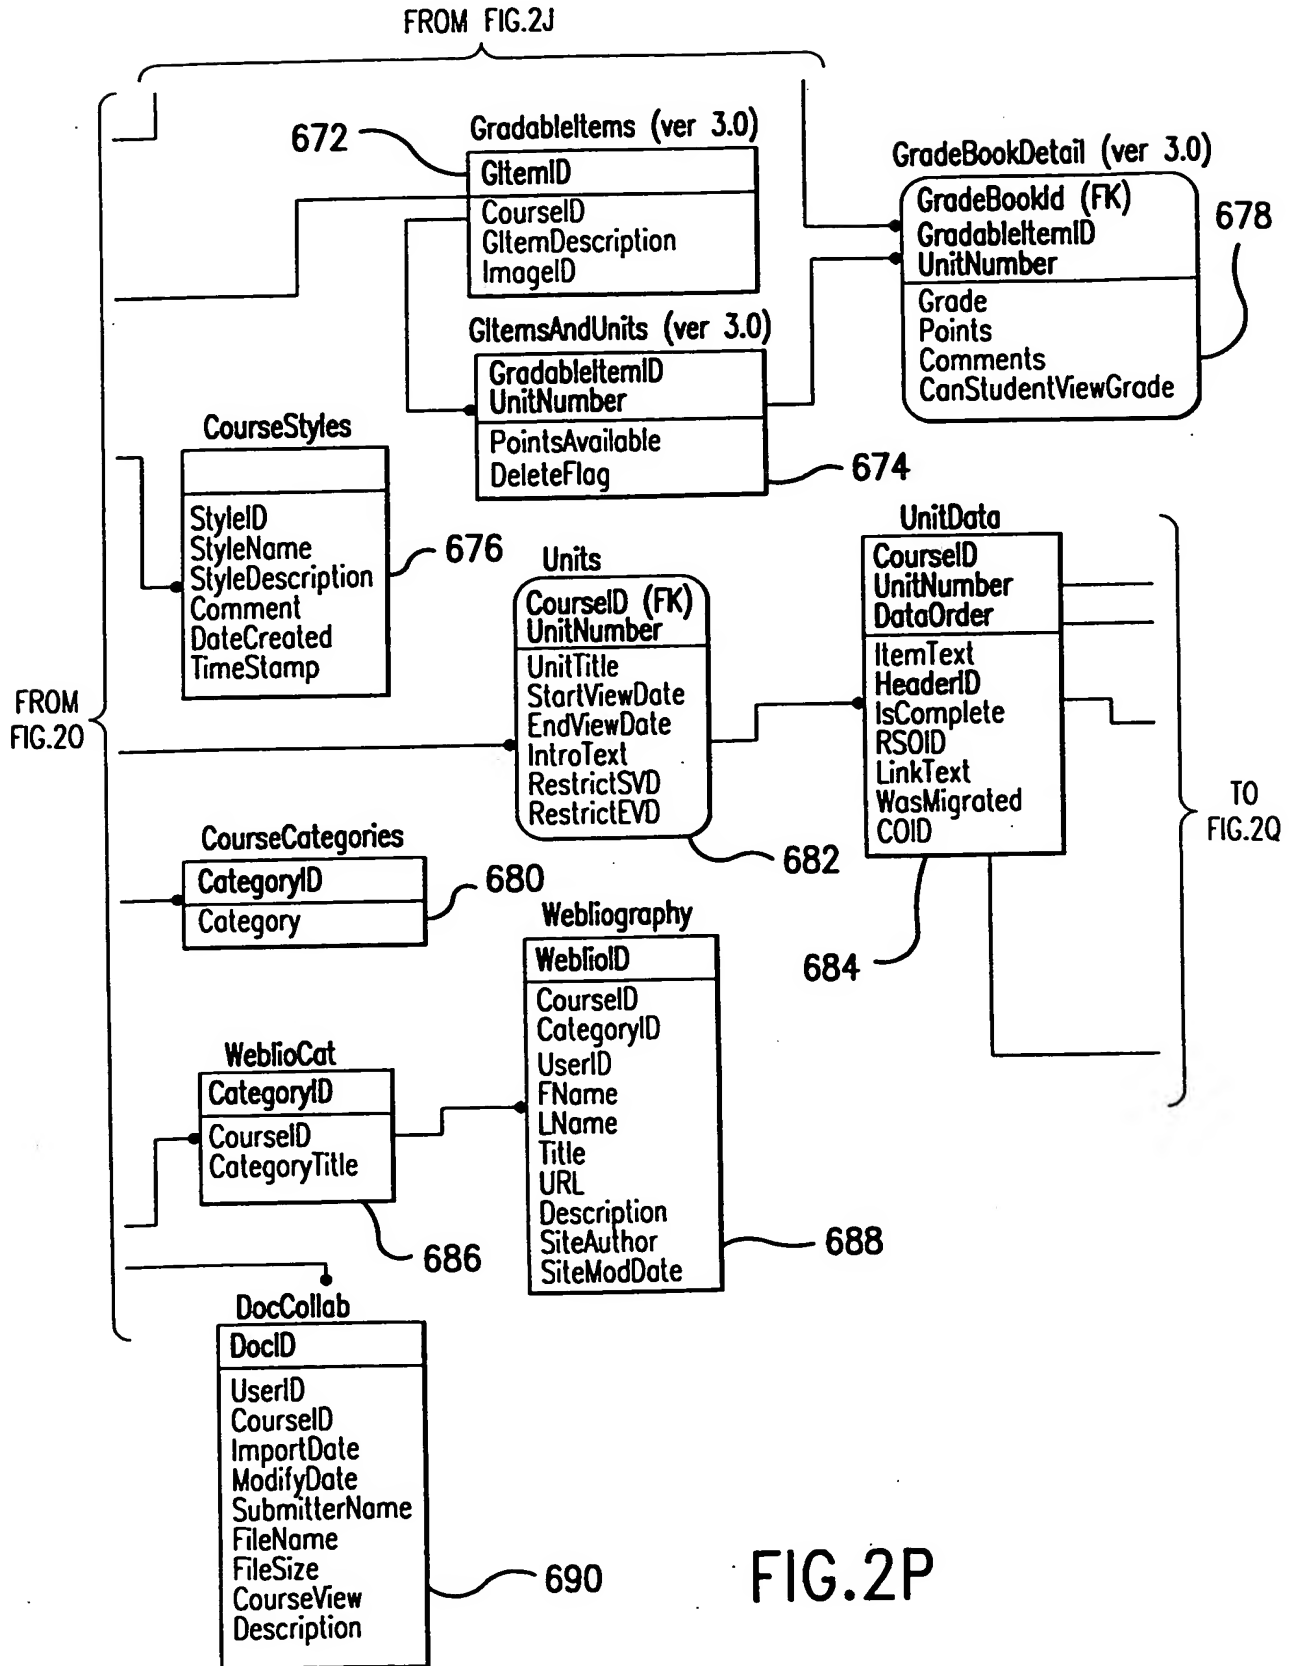 FROM FIG.2J
672
GradableItems (ver 3.0)
GItemID
CourseID
GItemDescription
ImageID
GradeBookDetail (ver 3.0)
GradeBookId (FK)
GradableItemID
UnitNumber
Grade
Points
Comments
CanStudentViewGrade
678
GItemsAndUnits (ver 3.0)
GradableItemID
UnitNumber
PointsAvailable
DeleteFlag
674
CourseStyles
StyleID
StyleName
StyleDescription
Comment
DateCreated
TimeStamp
676
Units
CourseID (FK)
UnitNumber
UnitTitle
StartViewDate
EndViewDate
IntroText
RestrictSVD
RestrictEVD
682
UnitData
CourseID
UnitNumber
DataOrder
ItemText
HeaderID
IsComplete
RSOID
LinkText
WasMigrated
COID
684
FROM
FIG.2O
TO
FIG.2Q
CourseCategories
CategoryID
Category
680
Webliography
WeblioID
CourseID
CategoryID
UserID
FName
LName
Title
URL
Description
SiteAuthor
SiteModDate
688
WeblioCat
CategoryID
CourseID
CategoryTitle
686
DocCollab
DocID
UserID
CourseID
ImportDate
ModifyDate
SubmitterName
FileName
FileSize
CourseView
Description
690
FIG.2P